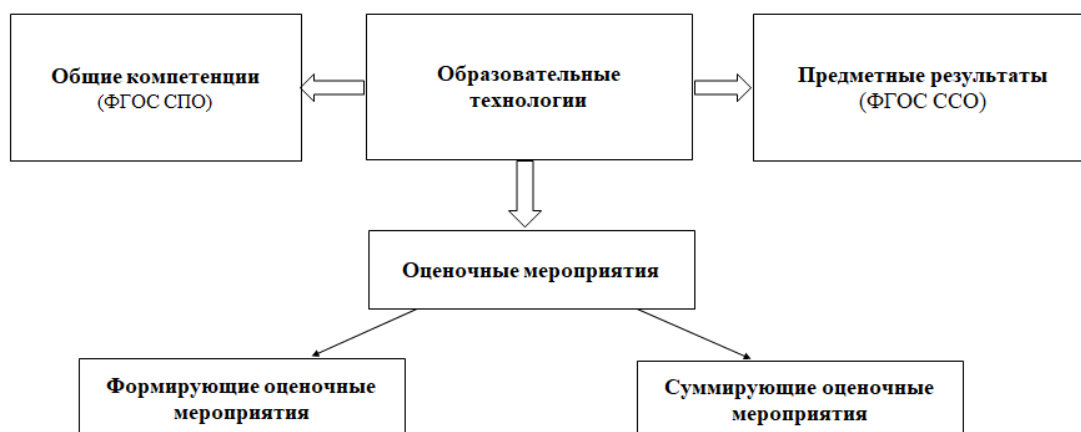 Общие компетенции
(ФГОС СПО)
Образовательные
технологии
Предметные результаты
(ФГОС ССО)
Оценочные мероприятия
Формирующие оценочные
мероприятия
Суммирующие оценочные
мероприятия